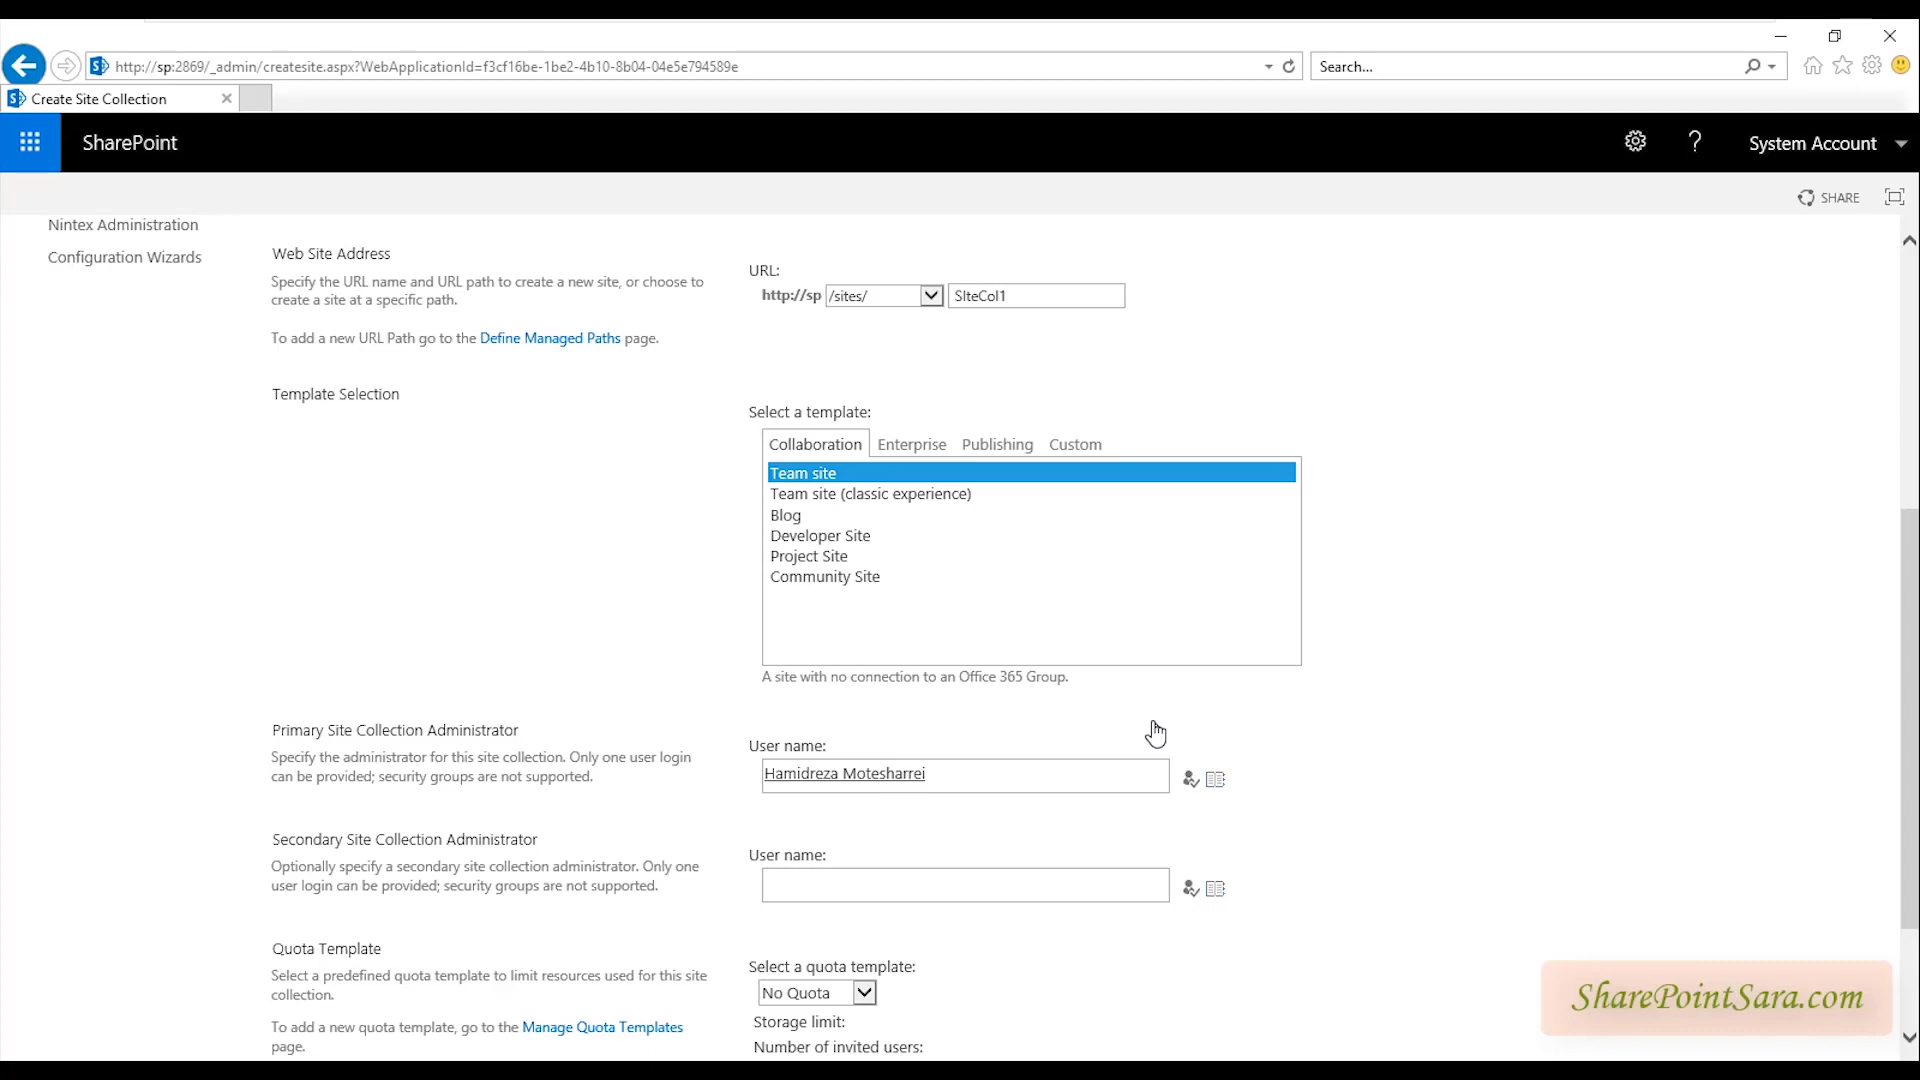 http://sp:2869/_admin/createsite.aspx?WebApplicationId=f3cf16be-1be2-4b10-8b04-04e5e794589e
Search...
Create Site Collection
SharePoint
?
System Account
SHARE
Nintex Administration
Configuration Wizards
Web Site Address
Specify the URL name and URL path to create a new site, or choose to
create a site at a specific path.
To add a new URL Path go to the Define Managed Paths page.
URL:
http://sp /sites/ SIteCol1
Template Selection
Select a template:
Collaboration Enterprise Publishing Custom
Team site
Team site (classic experience)
Blog
Developer Site
Project Site
Community Site
A site with no connection to an Office 365 Group.
Primary Site Collection Administrator
Specify the administrator for this site collection. Only one user login
can be provided; security groups are not supported.
User name:
Hamidreza Motesharrei
Secondary Site Collection Administrator
Optionally specify a secondary site collection administrator. Only one
user login can be provided; security groups are not supported.
User name:
Quota Template
Select a predefined quota template to limit resources used for this site
collection.
To add a new quota template, go to the Manage Quota Templates
page.
Select a quota template:
No Quota
Storage limit:
Number of invited users:
SharePointSara.com